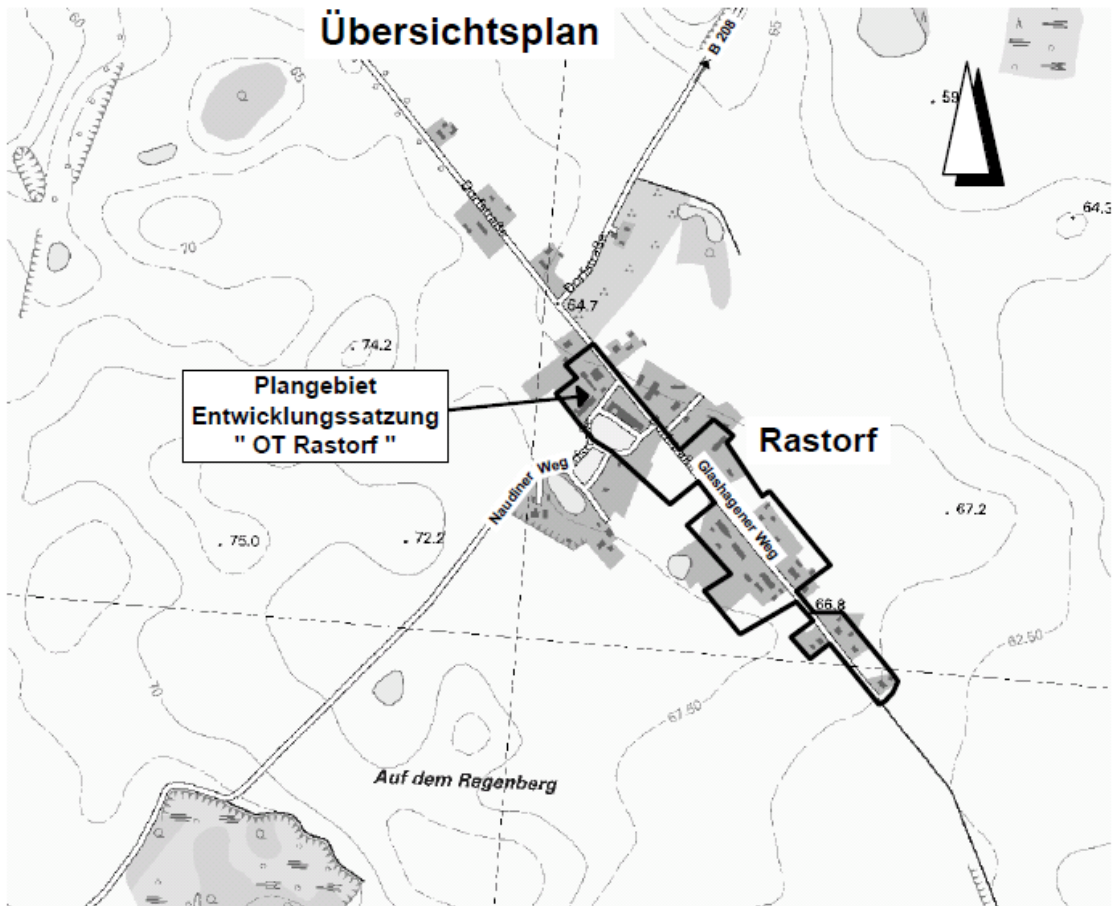 Übersichtsplan
B 208
60
65
65
59
64.3
Dorfstraße
70
Dorfstraße
64.7
74.2
Plangebiet
Entwicklungssatzung
" OT Rastorf "
Rastorf
Naudiner Weg
Glashagener Weg
67.2
75.0
72.2
66.8
62.50
70
67.50
Auf dem Regenberg